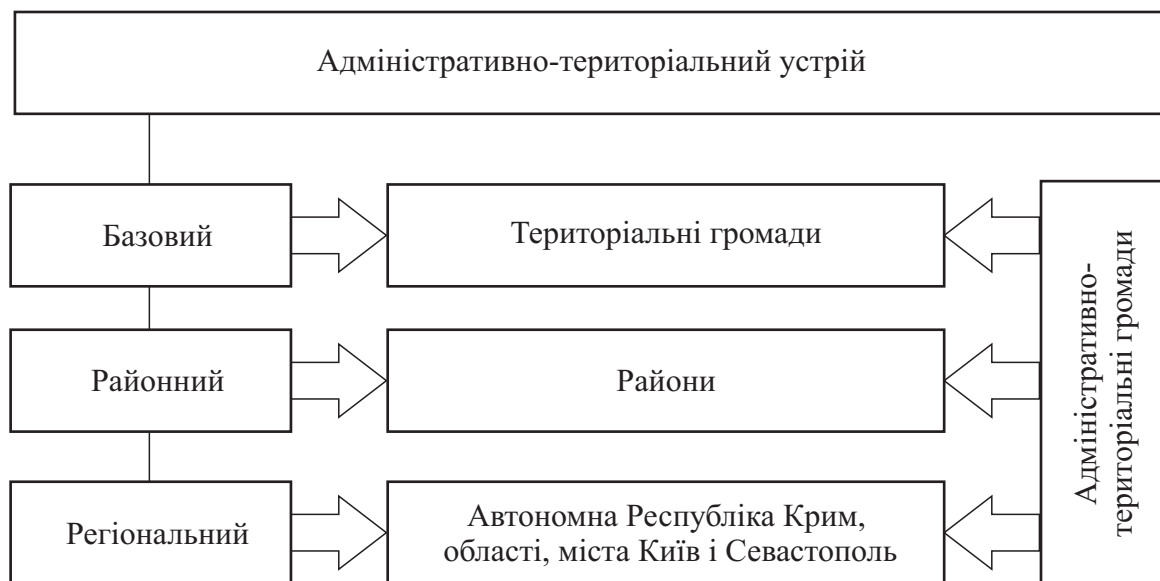 Адміністративно-територіальний устрій
Базовий
Територіальні громади
Районний
Райони
Регіональний
Автономна Республіка Крим,
області, міста Київ і Севастополь
Адміністративно-
територіальні громади